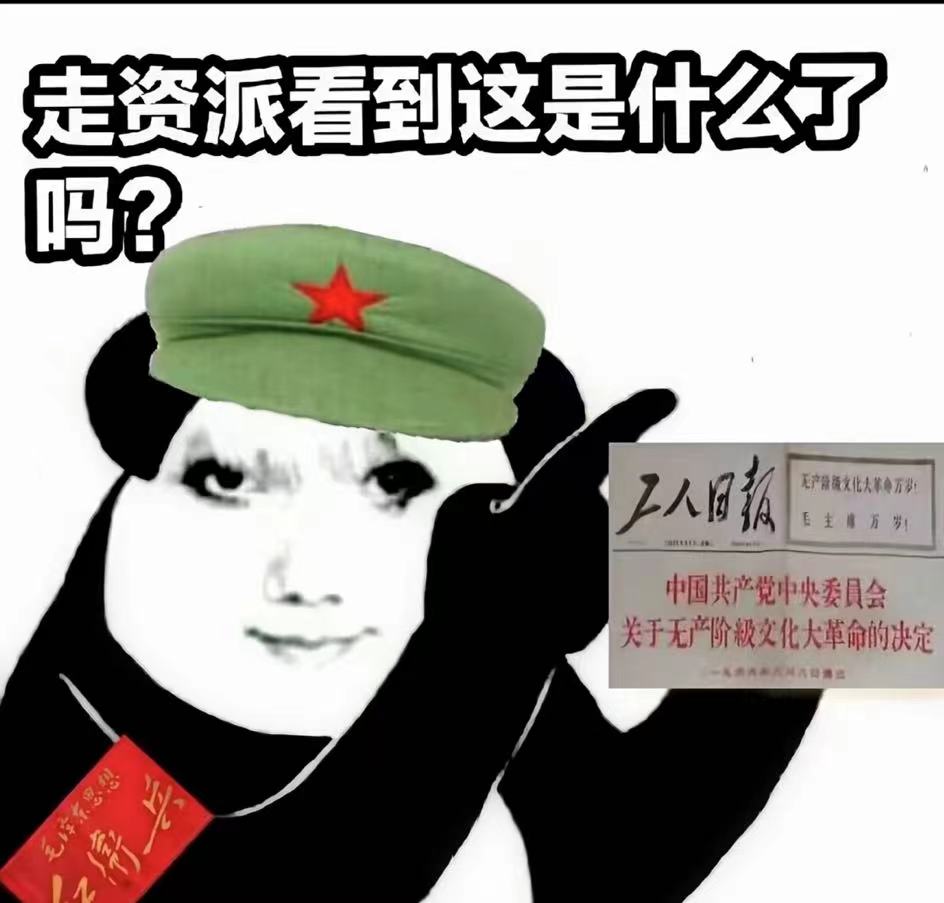 走资派看到这是什么了
吗?
工人日报
无产阶级文化大革命万岁!
毛主席万岁!
中国共产党中央委員会
关于无产阶級文化大革命的决定
毛泽东思想
红衛兵